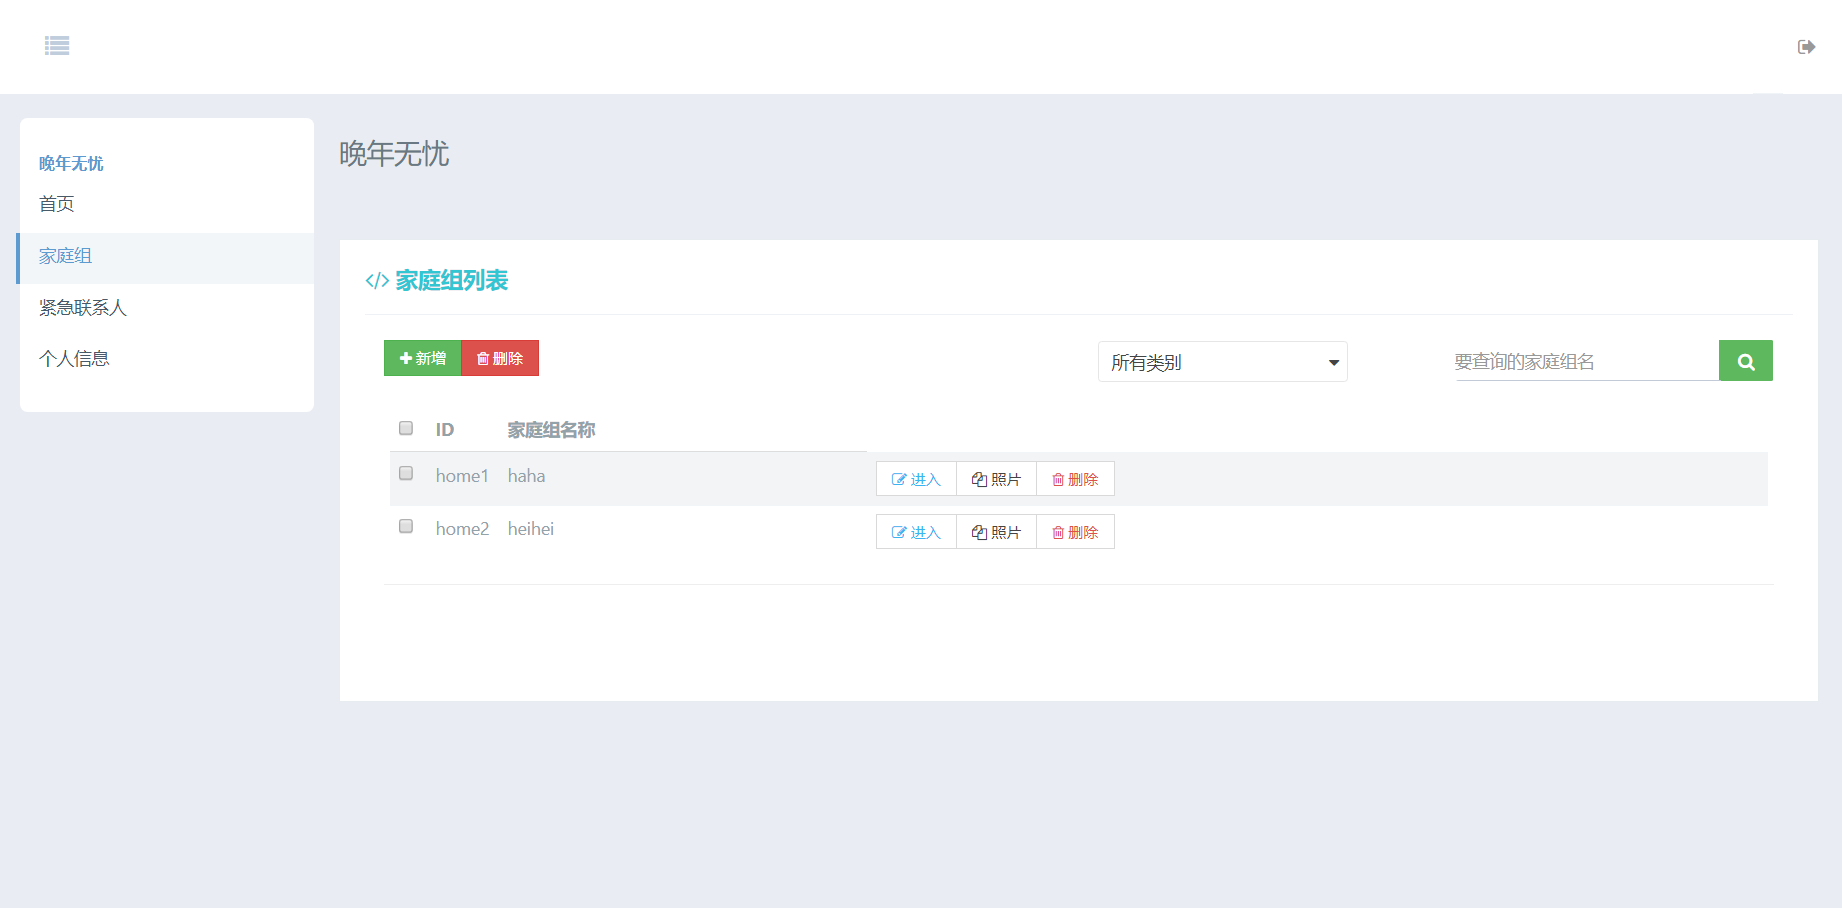 晚年无忧
首页
家庭组
紧急联系人
个人信息
晚年无忧
</> 家庭组列表
新增 删除 所有类别 要查询的家庭组名
ID 家庭组名称
home1 haha 进入 照片 删除
home2 heihei 进入 照片 删除